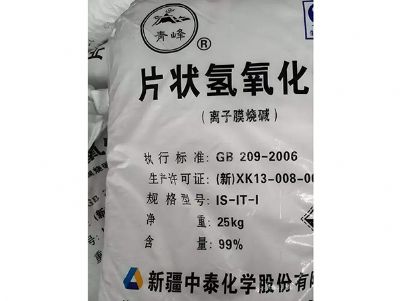 青峰
®
片状氢氧化
(离子膜烧碱)
执行标准: GB 209-2006
生产许可证: (新)XK13-008-00
规格型号: IS-IT-I
净 重: 25kg
含 量: 99%
新疆中泰化学股份有